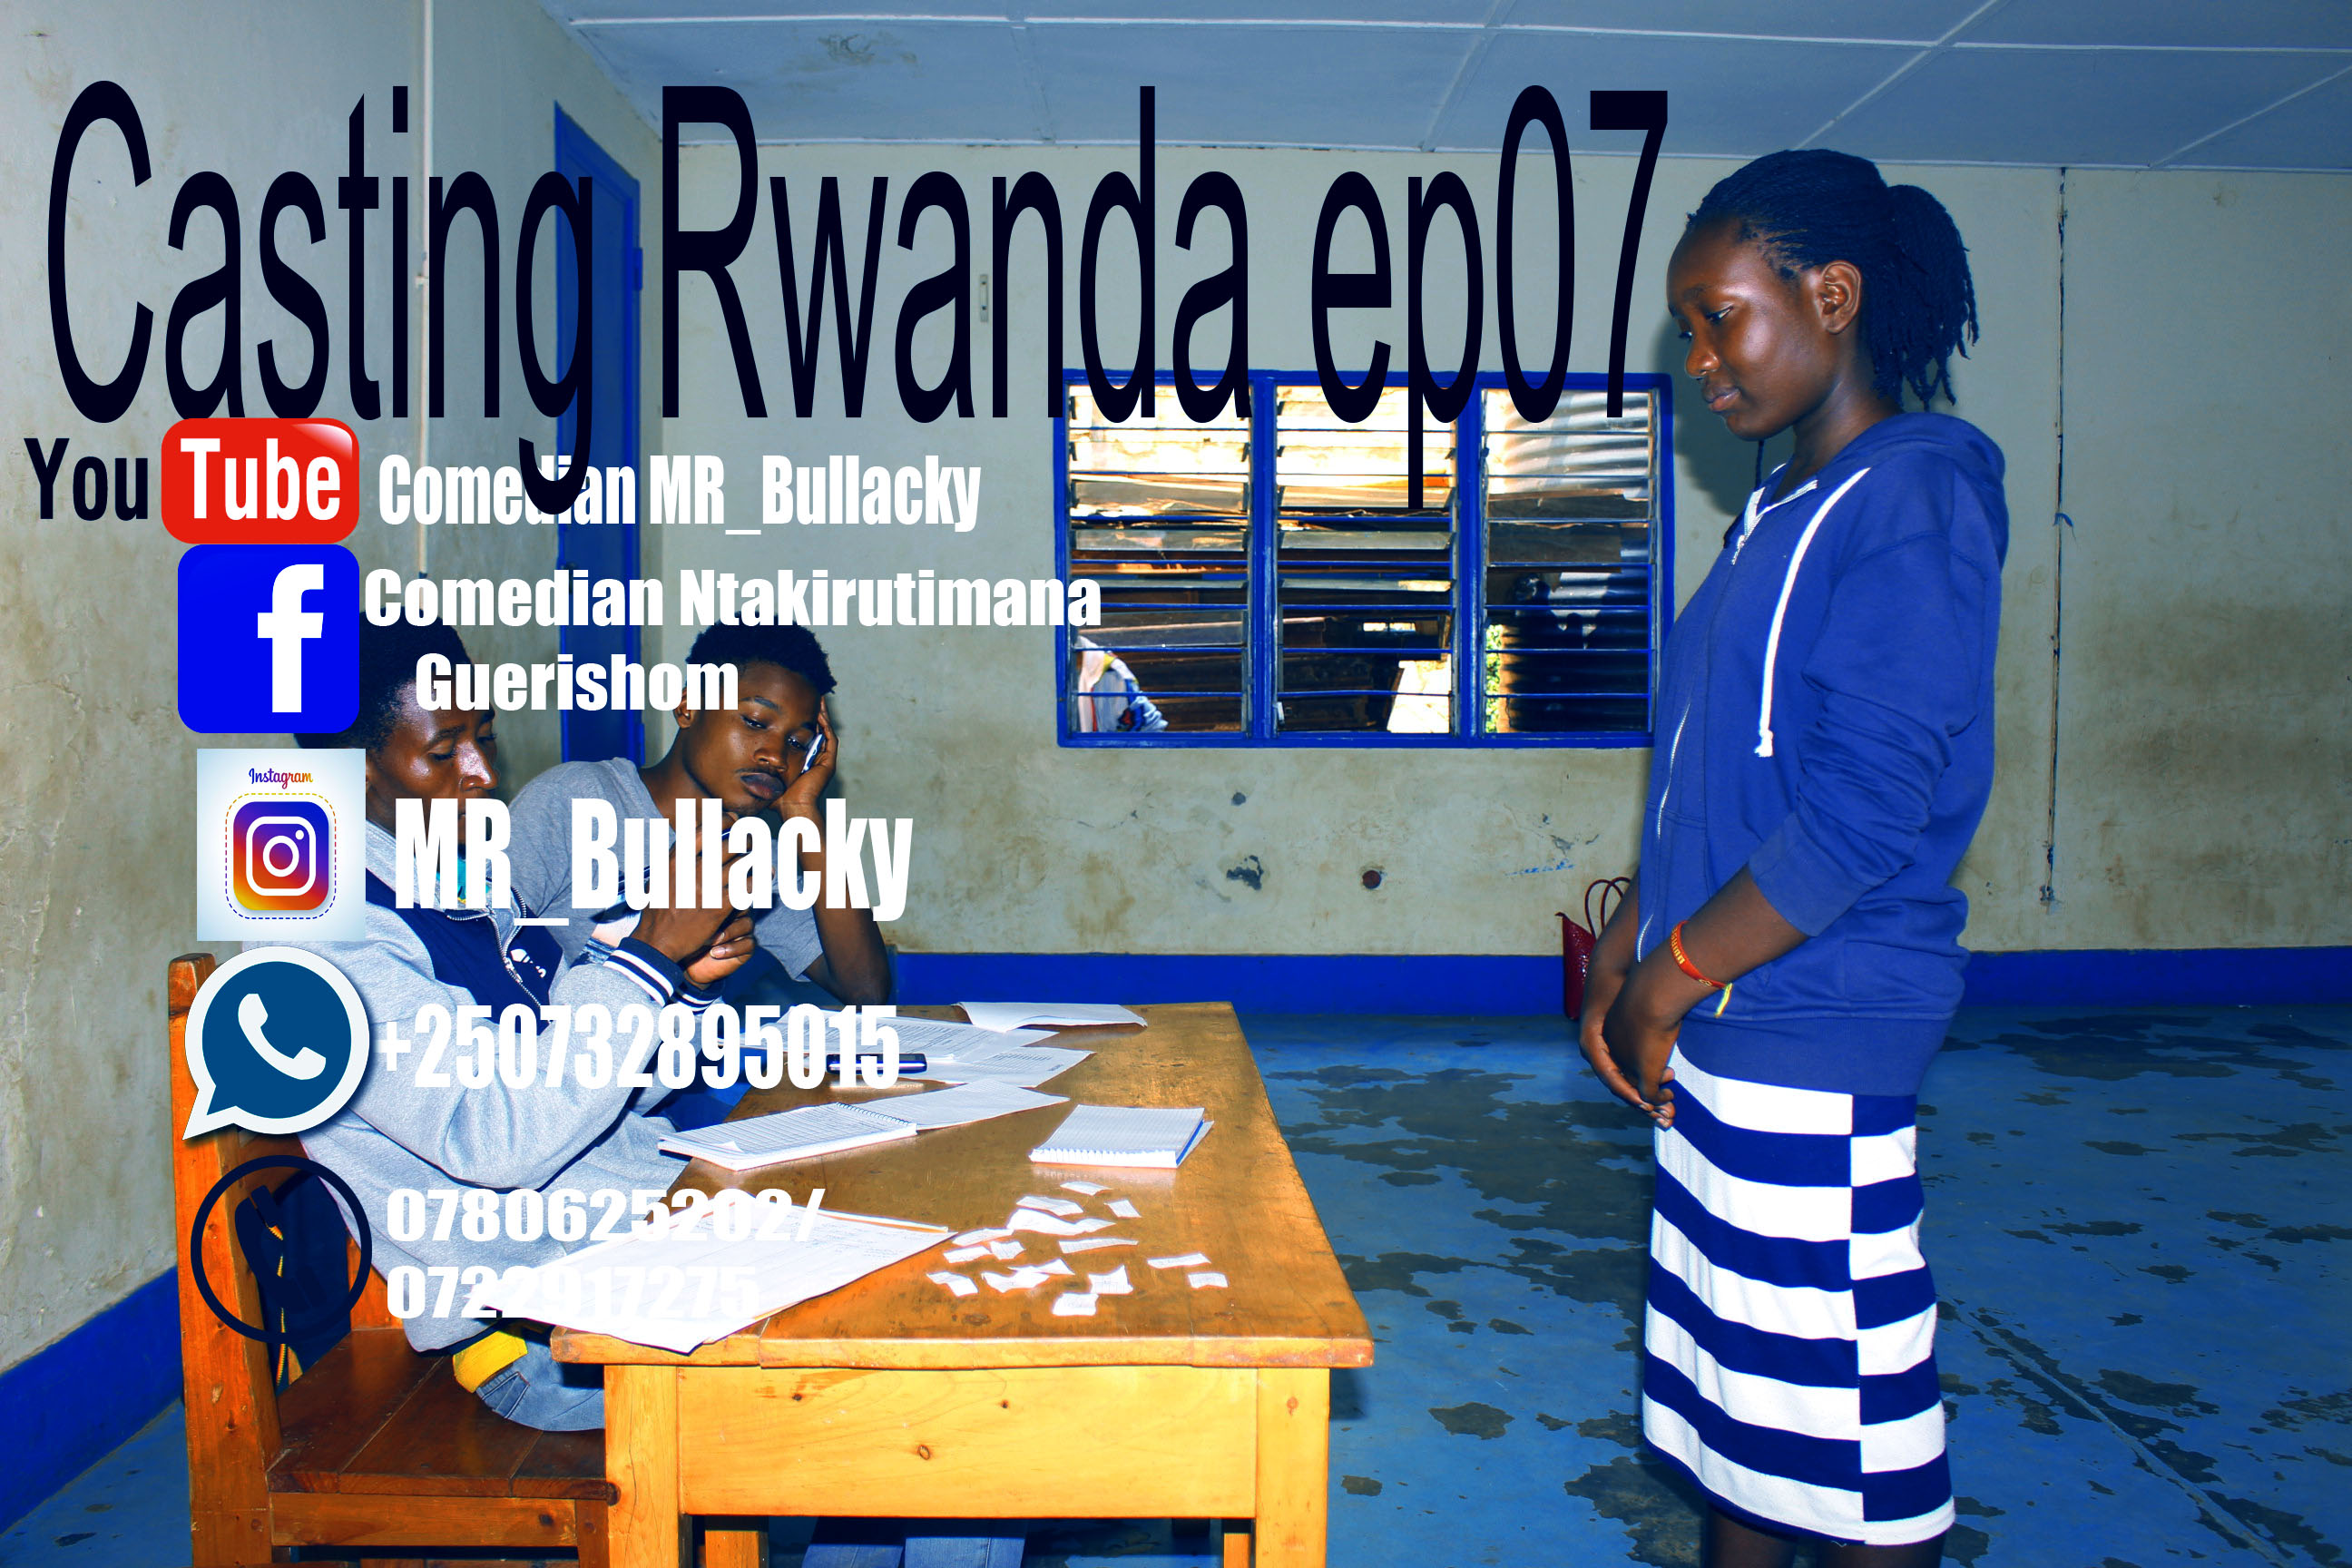 Casting Rwanda ep07
You Tube Comedian MR_Bullacky
f Comedian Ntakirutimana
Guerishom
Instagram
MR_Bullacky
+250732895015
0780625202/
0722917275